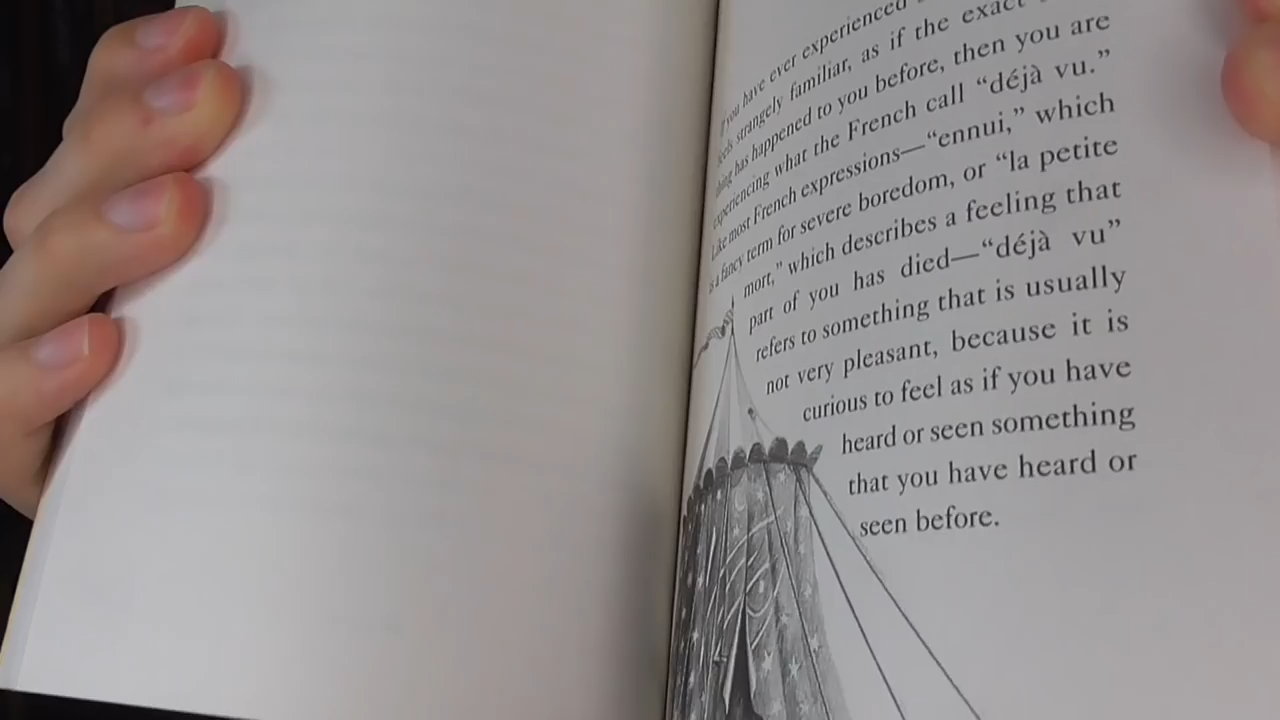 If you have ever experienced
feels strangely familiar, as if the exact
thing has happened to you before, then you are
experiencing what the French call “déjà vu.”
Like most French expressions—“ennui,” which
is a fancy term for severe boredom, or “la petite
mort,” which describes a feeling that
part of you has died—“déjà vu”
refers to something that is usually
not very pleasant, because it is
curious to feel as if you have
heard or seen something
that you have heard or
seen before.